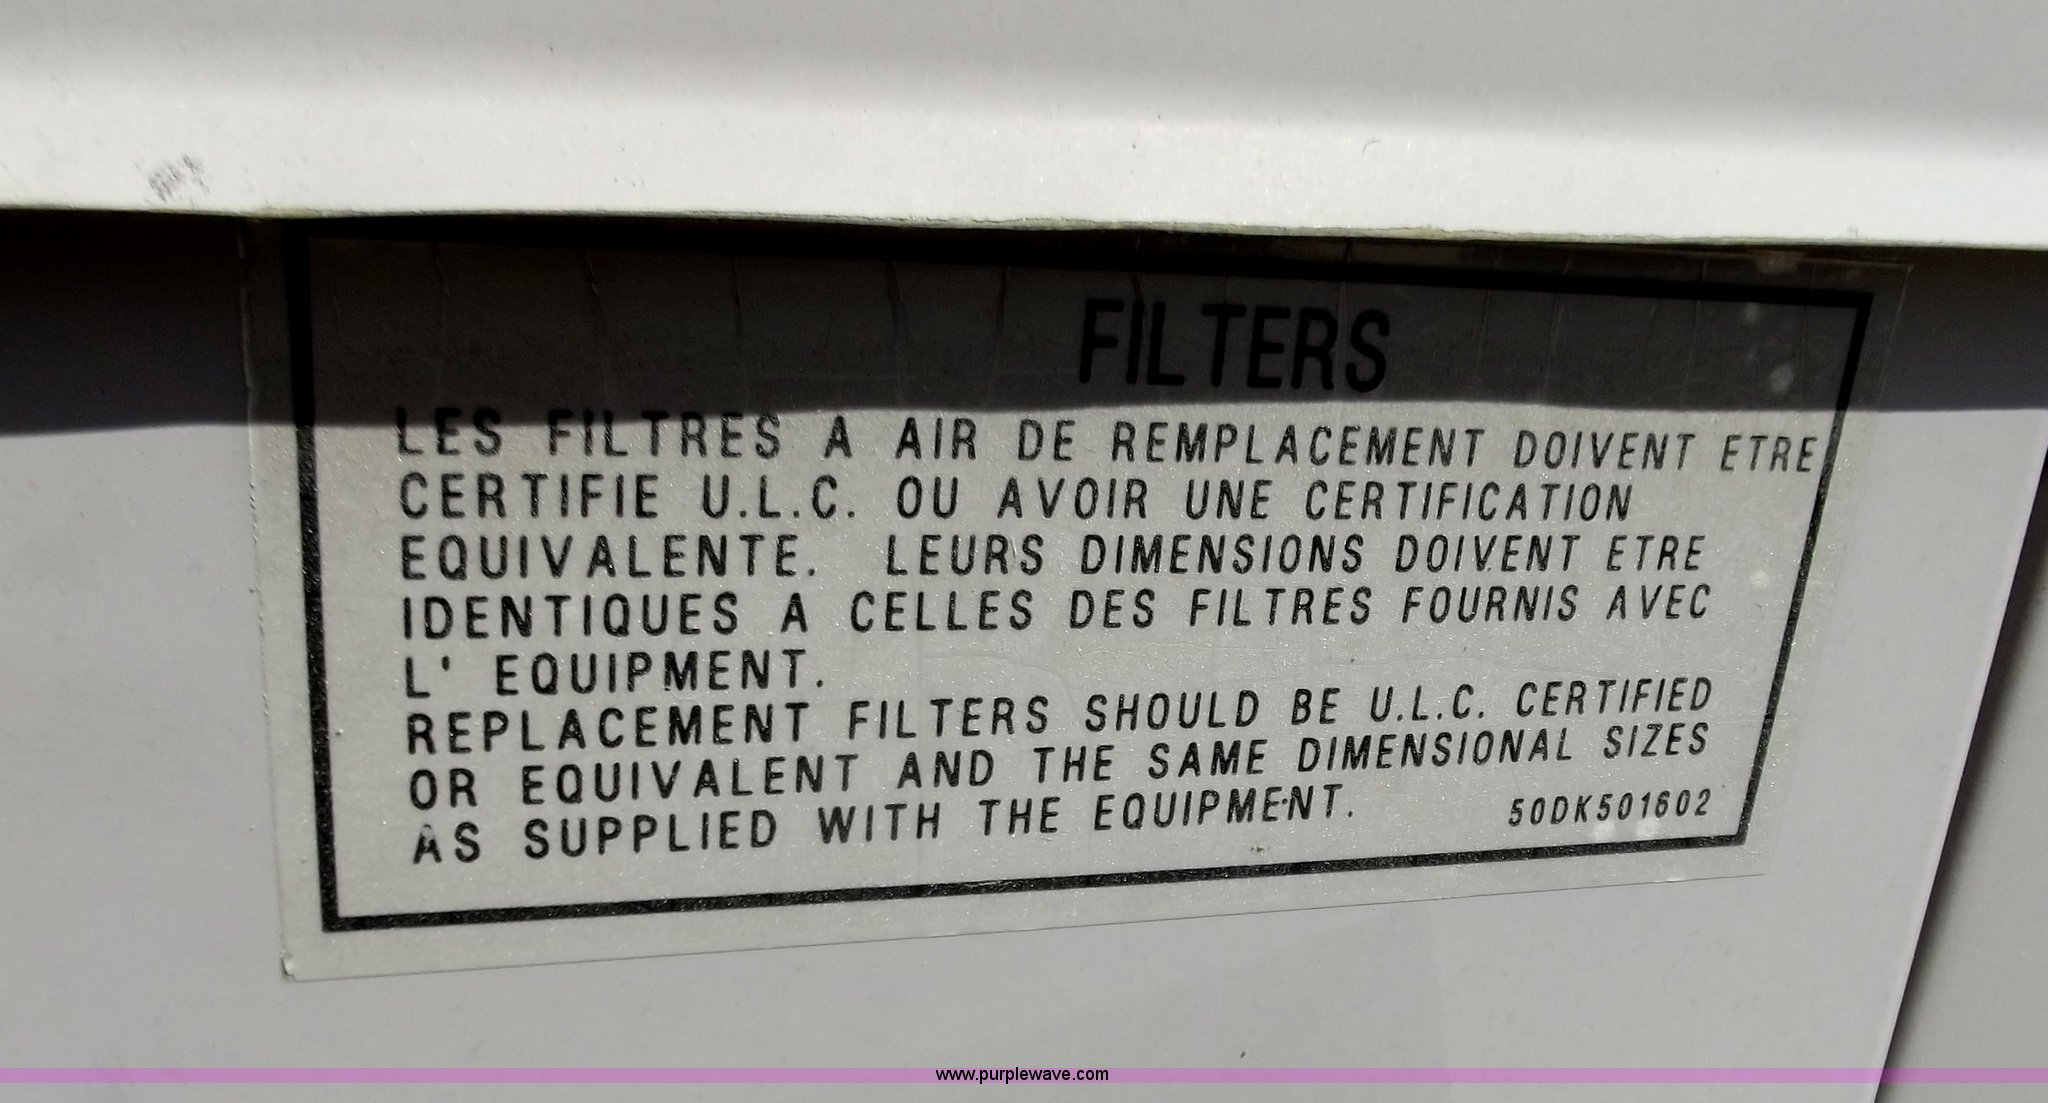 FILTERS
LES FILTRES A AIR DE REMPLACEMENT DOIVENT ETRE
CERTIFIE U.L.C. OU AVOIR UNE CERTIFICATION
EQUIVALENTE. LEURS DIMENSIONS DOIVENT ETRE
IDENTIQUES A CELLES DES FILTRES FOURNIS AVEC
L' EQUIPMENT.
REPLACEMENT FILTERS SHOULD BE U.L.C. CERTIFIED
OR EQUIVALENT AND THE SAME DIMENSIONAL SIZES
AS SUPPLIED WITH THE EQUIPMENT. 50DK501602
www.purplewave.com